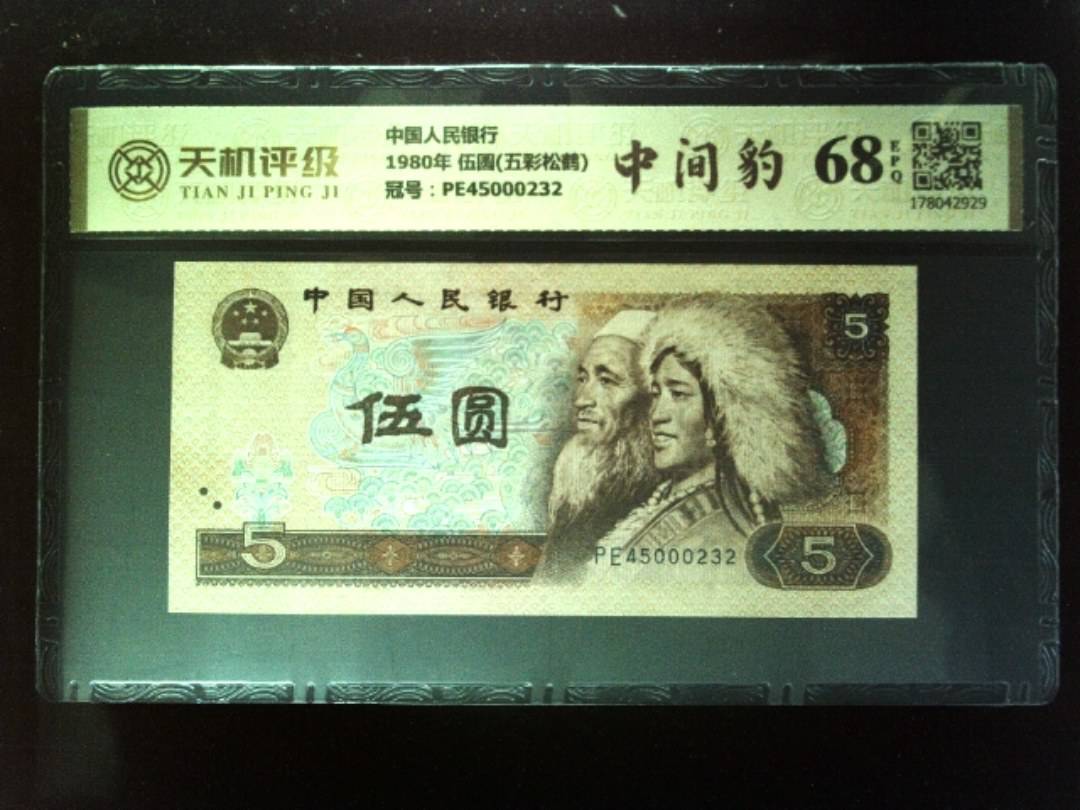 天机评级
TIAN JI PING JI
中国人民银行
1980年 伍圆(五彩松鹤)
冠号：PE45000232
中间豹
68
EPQ
178042929
中国人民银行
5
伍圆
5
PE45000232
5